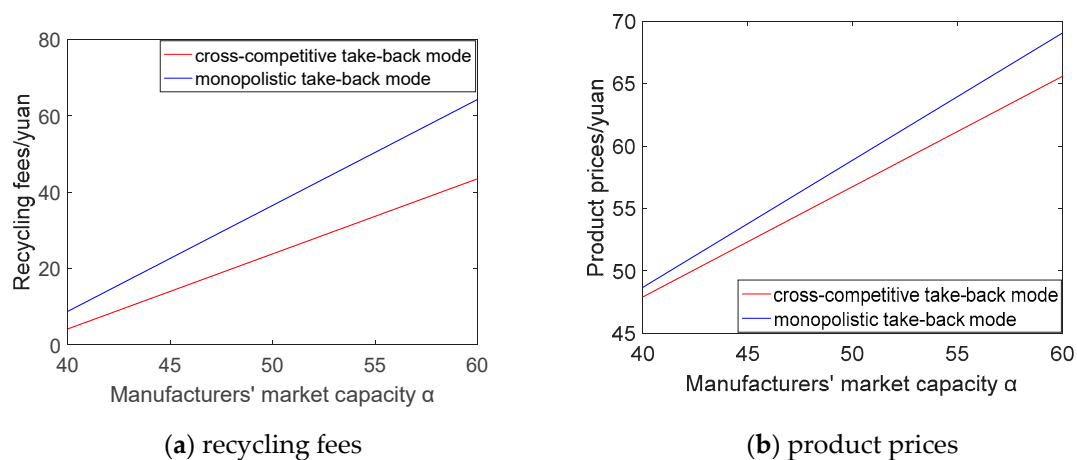 80
60
40
20
0
Recycling fees/yuan
cross-competitive take-back mode
monopolistic take-back mode
40 45 50 55 60
Manufacturers' market capacity α
(a) recycling fees
70
65
60
55
50
45
Product prices/yuan
cross-competitive take-back mode
monopolistic take-back mode
40 45 50 55 60
Manufacturers' market capacity α
(b) product prices